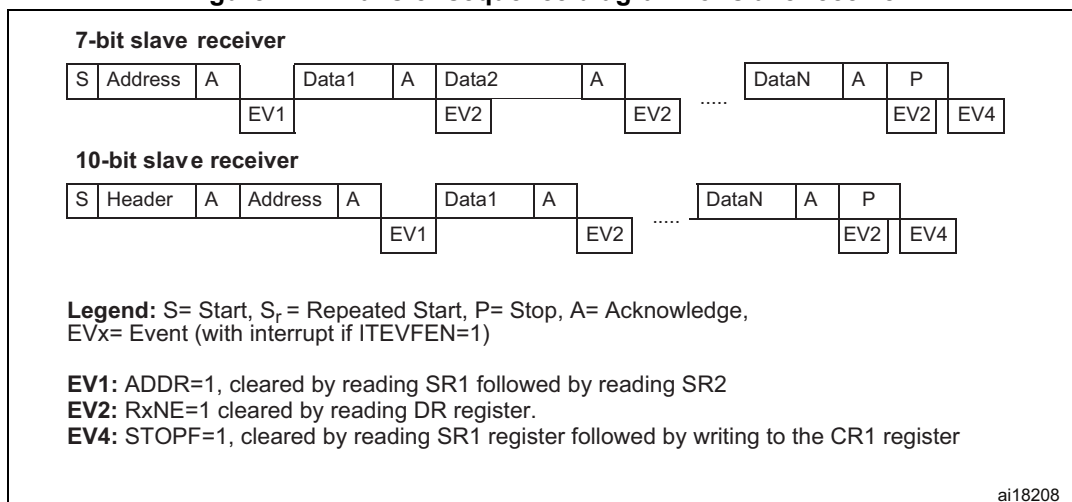 7-bit slave receiver
S Address A Data1 A Data2 A ..... DataN A P
EV1 EV2 EV2 EV2 EV4
10-bit slave receiver
S Header A Address A Data1 A ..... DataN A P
EV1 EV2 EV2 EV4
Legend: S= Start, Sr = Repeated Start, P= Stop, A= Acknowledge,
EVx= Event (with interrupt if ITEVFEN=1)
EV1: ADDR=1, cleared by reading SR1 followed by reading SR2
EV2: RxNE=1 cleared by reading DR register.
EV4: STOPF=1, cleared by reading SR1 register followed by writing to the CR1 register
ai18208